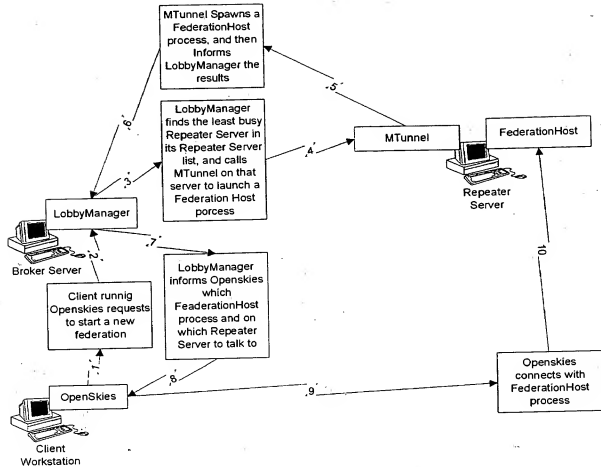 MTunnel Spawns a
FederationHost
process, and then
Informs
LobbyManager the
results
.5´
.6´
LobbyManager
finds the least busy
Repeater Server in
its Repeater Server
list, and calls
MTunnel on that
server to launch a
Federation Host
porcess
.4´
MTunnel
FederationHost
Repeater
Server
.3´
LobbyManager
Broker Server
.2´
.7´
LobbyManager
informs Openskies
which
FeaderationHost
process and on
which Repeater
Server to talk to
Client runnig
Openskies requests
to start a new
federation
10.
.1´
.8´
OpenSkies
.9´
Openskies
connects with
FederationHost
process
Client
Workstation